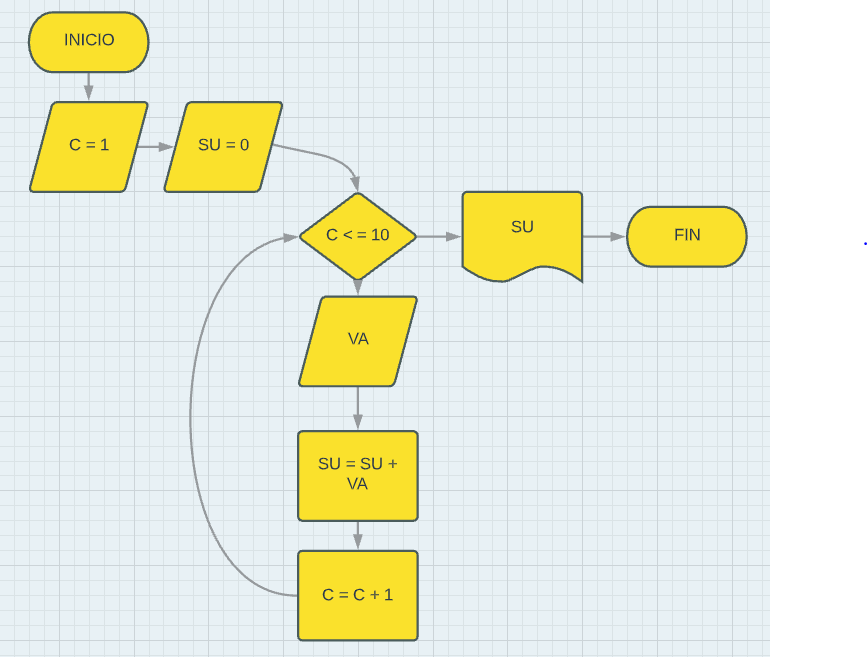 INICIO
C = 1
SU = 0
C < = 10
SU
FIN
VA
SU = SU +
VA
C = C + 1